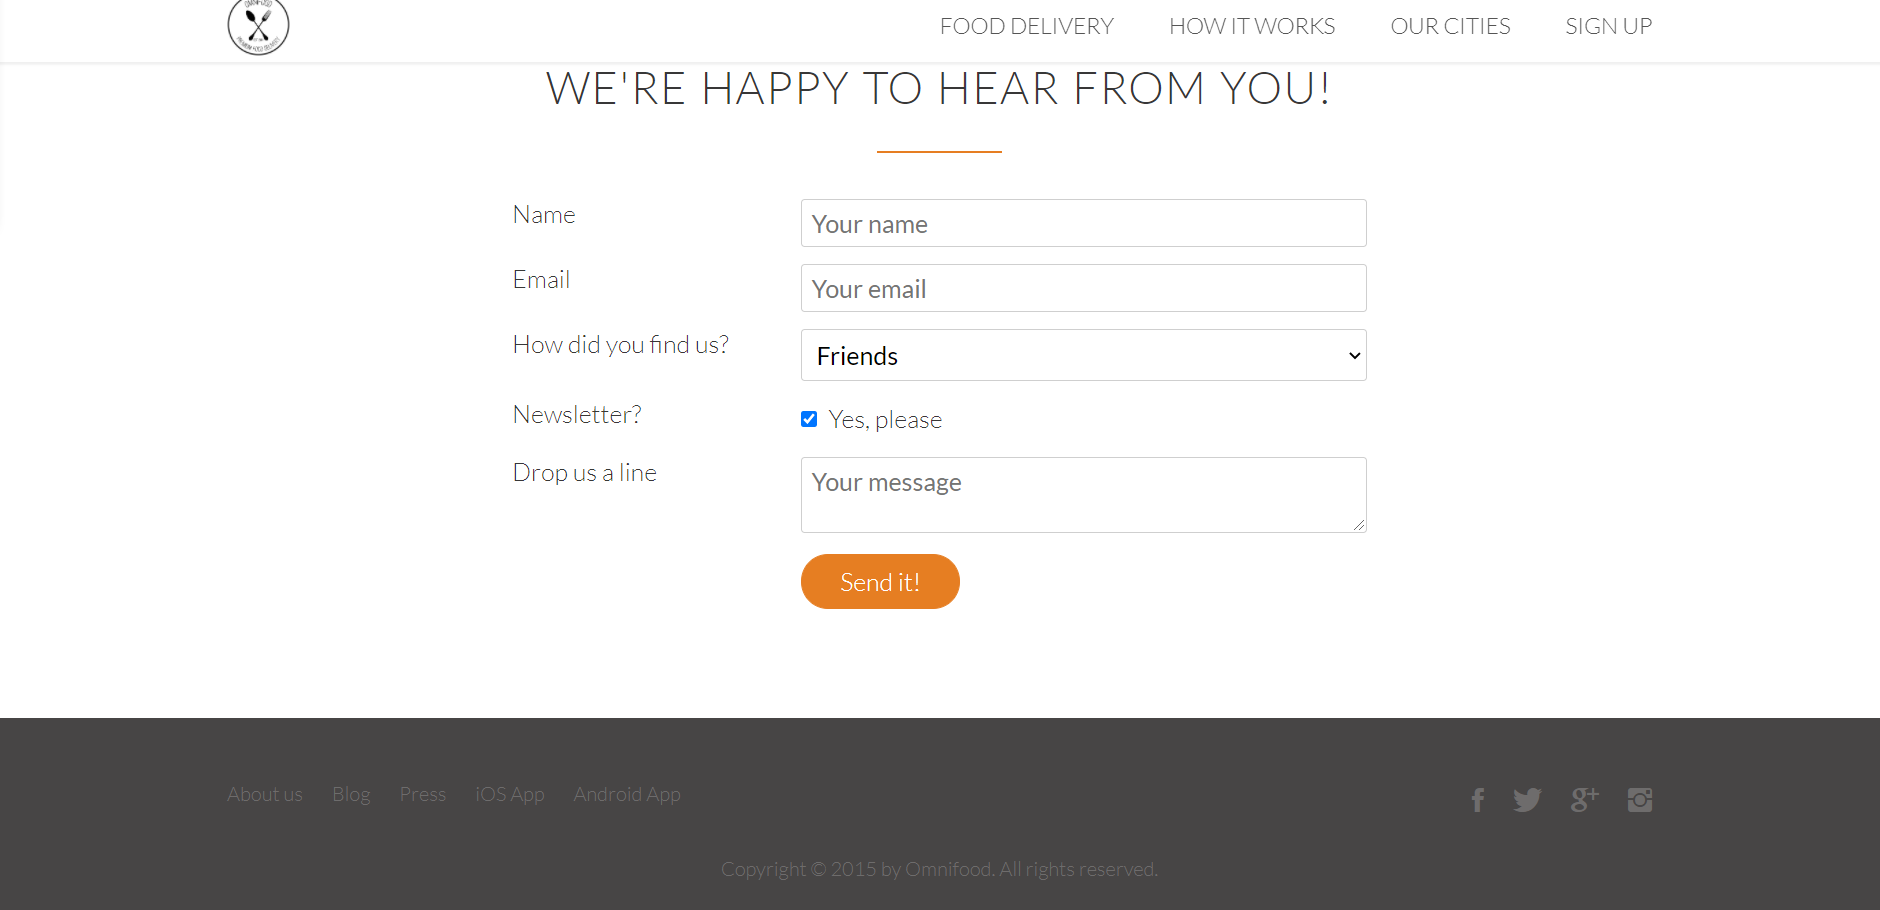 FOOD DELIVERY HOW IT WORKS OUR CITIES SIGN UP
WE'RE HAPPY TO HEAR FROM YOU!
Name
Your name
Email
Your email
How did you find us?
Friends
Newsletter?
Yes, please
Drop us a line
Your message
Send it!
About us Blog Press iOS App Android App
Copyright © 2015 by Omnifood. All rights reserved.